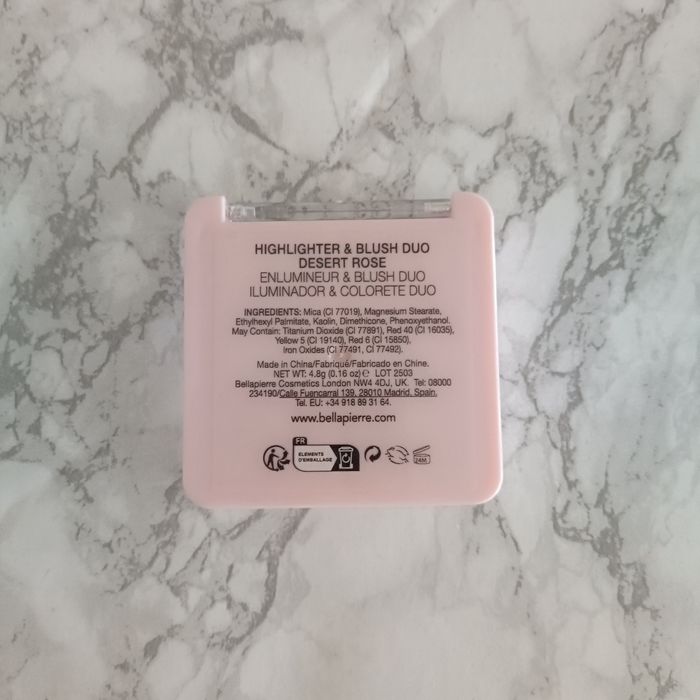 HIGHLIGHTER & BLUSH DUO
DESERT ROSE
ENLUMINEUR & BLUSH DUO
ILUMINADOR & COLORETE DUO
INGREDIENTS: Mica (CI 77019), Magnesium Stearate,
Ethylhexyl Palmitate, Kaolin, Dimethicone, Phenoxyethanol.
May Contain: Titanium Dioxide (CI 77891), Red 40 (CI 16035),
Yellow 5 (CI 19140), Red 6 (CI 15850),
Iron Oxides (CI 77491, CI 77492).
Made in China/Fabriqué/Fabricado en Chine.
NET WT: 4.8g (0.16 oz) e LOT 2503
Bellapierre Cosmetics London NW4 4DJ, UK. Tel: 08000
234190/Calle Fuencarral 139, 28010 Madrid, Spain.
Tel. EU: +34 918 89 31 64.
www.bellapierre.com
FR
ÉLÉMENTS
D'EMBALLAGE
24M